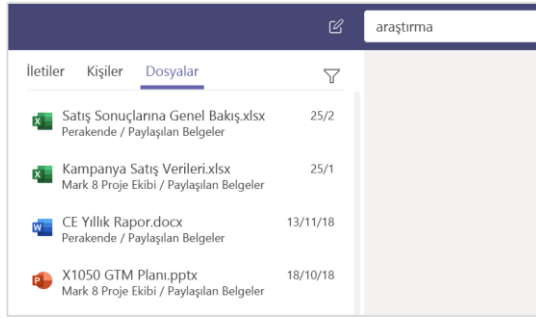 araştırma
İletiler Kişiler Dosyalar
Satış Sonuçlarına Genel Bakış.xlsx 25/2
Perakende / Paylaşılan Belgeler
Kampanya Satış Verileri.xlsx 25/1
Mark 8 Proje Ekibi / Paylaşılan Belgeler
CE Yıllık Rapor.docx 13/11/18
Perakende / Paylaşılan Belgeler
X1050 GTM Planı.pptx 18/10/18
Mark 8 Proje Ekibi / Paylaşılan Belgeler